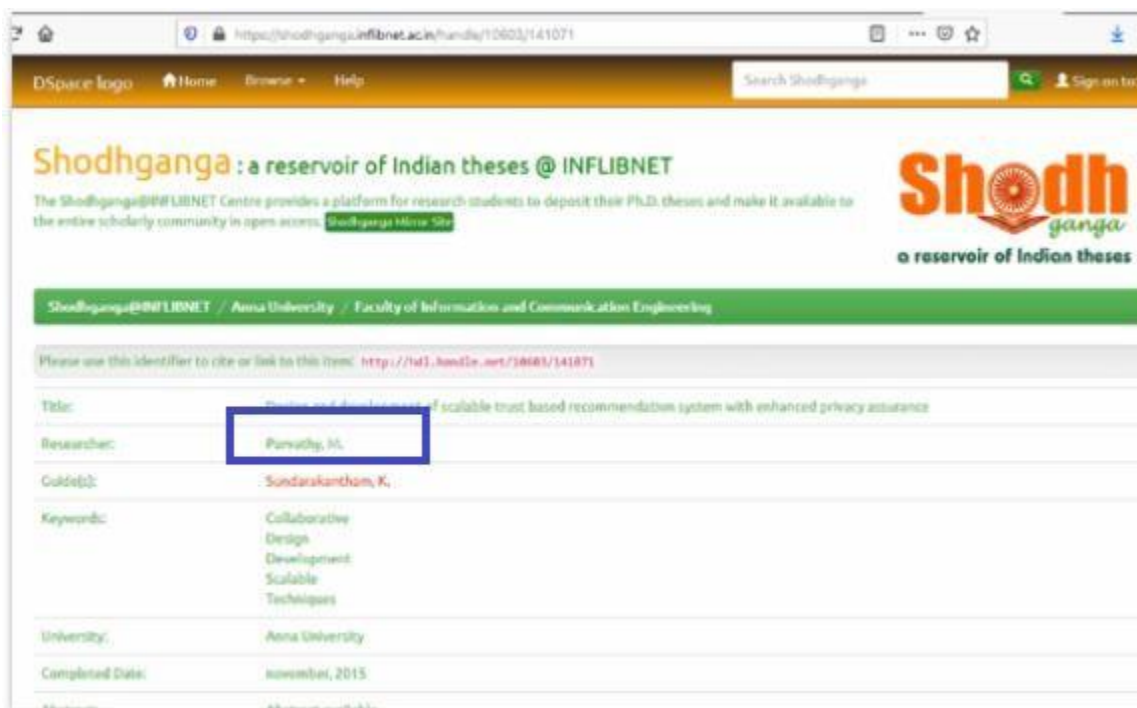 https://shodhganga.inflibnet.ac.in/handle/10603/141071
DSpace logo Home Browse Help Search Shodhganga Sign on to:
Shodhganga : a reservoir of Indian theses @ INFLIBNET
The Shodhganga@INFLIBNET Centre provides a platform for research students to deposit their Ph.D. theses and make it available to
the entire scholarly community in open access. Shodhganga Mirror Site
Shodh
ganga
a reservoir of Indian theses
Shodhganga@INFLIBNET / Anna University / Faculty of Information and Communication Engineering
Please use this identifier to cite or link to this item: http://hdl.handle.net/10603/141071
Title: Design and development of scalable trust based recommendation system with enhanced privacy assurance
Researcher: Parvathy, M.
Guide(s): Sundarakantham, K.
Keywords: Collaborative
Design
Development
Scalable
Techniques
University: Anna University
Completed Date: november, 2015
Abstract: Abstract available